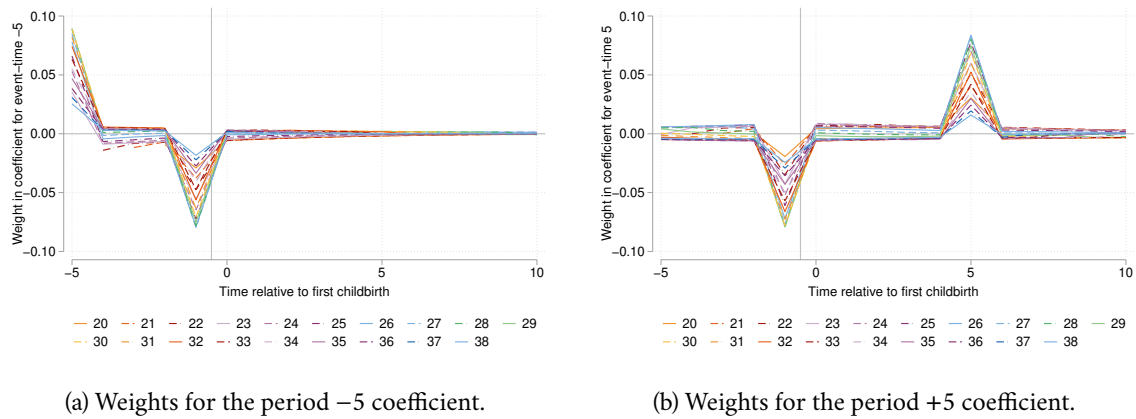 0.10
0.05
0.00
−0.05
−0.10
Weight in coefficient for event-time -5
−5 0 5 10
Time relative to first childbirth
20 21 22 23 24 25 26 27 28 29
30 31 32 33 34 35 36 37 38
(a) Weights for the period −5 coefficient.
0.10
0.05
0.00
−0.05
−0.10
Weight in coefficient for event-time 5
−5 0 5 10
Time relative to first childbirth
20 21 22 23 24 25 26 27 28 29
30 31 32 33 34 35 36 37 38
(b) Weights for the period +5 coefficient.